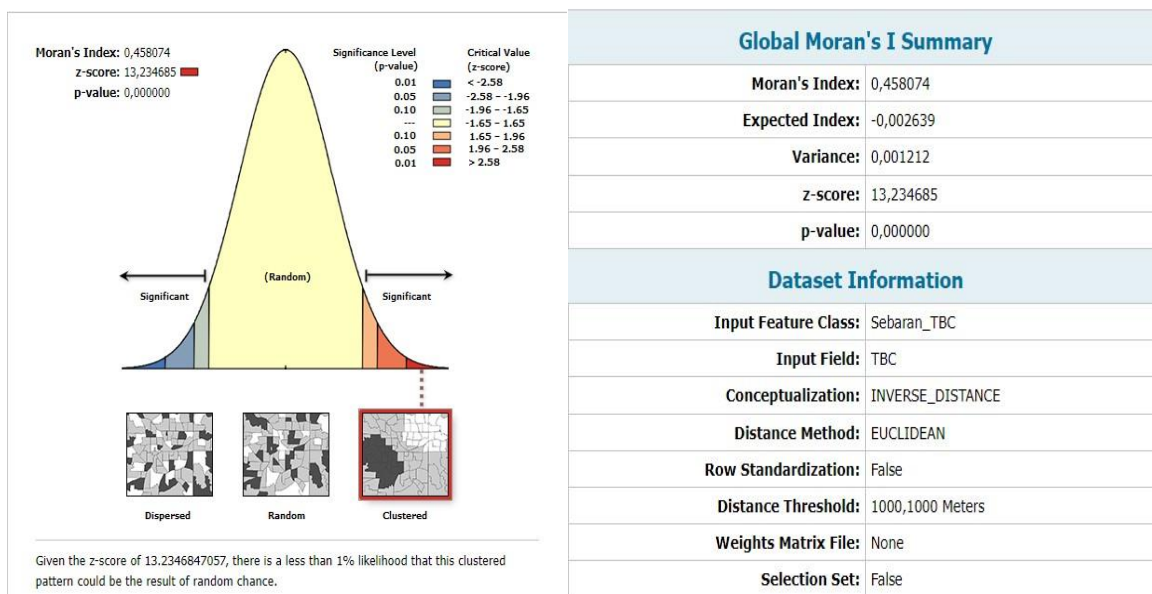 Moran's Index: 0,458074
z-score: 13,234685
p-value: 0,000000
Significance Level
(p-value)
Critical Value
(z-score)
0.01 < -2.58
0.05 -2.58 - -1.96
0.10 -1.96 - -1.65
--- -1.65 - 1.65
0.10 1.65 - 1.96
0.05 1.96 - 2.58
0.01 > 2.58
(Random)
Significant
Significant
Dispersed
Random
Clustered
Given the z-score of 13.2346847057, there is a less than 1% likelihood that this clustered
pattern could be the result of random chance.
Global Moran's I Summary
Moran's Index: 0,458074
Expected Index: -0,002639
Variance: 0,001212
z-score: 13,234685
p-value: 0,000000
Dataset Information
Input Feature Class: Sebaran_TBC
Input Field: TBC
Conceptualization: INVERSE_DISTANCE
Distance Method: EUCLIDEAN
Row Standardization: False
Distance Threshold: 1000,1000 Meters
Weights Matrix File: None
Selection Set: False